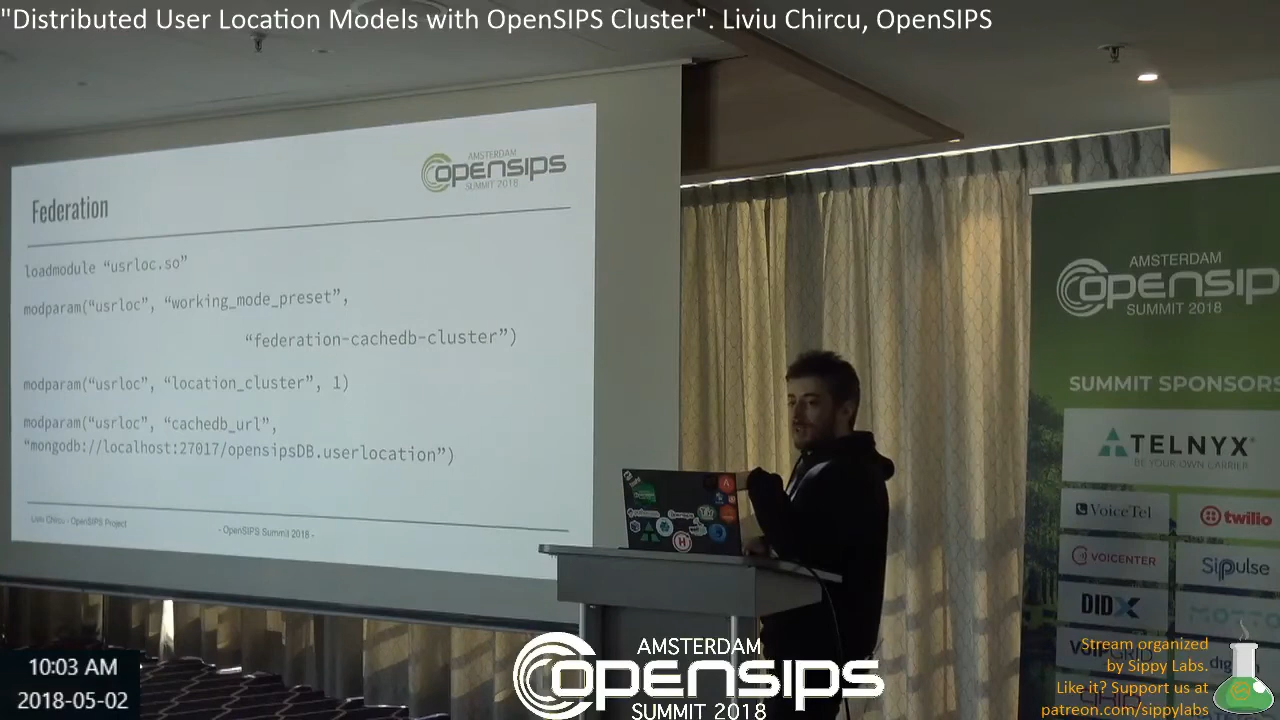 "Distributed User Location Models with OpenSIPS Cluster". Liviu Chircu, OpenSIPS
AMSTERDAM
OPENSIPS
SUMMIT 2018
Federation
loadmodule “usrloc.so”
modparam(“usrloc”, “working_mode_preset”,
“federation-cachedb-cluster”)
modparam(“usrloc”, “location_cluster”, 1)
modparam(“usrloc”, “cachedb_url”,
“mongodb://localhost:27017/opensipsDB.userlocation”)
Liviu Chircu - OpenSIPS Project
- OpenSIPS Summit 2018 -
AMSTERDAM
OPENSIP
SUMMIT 2018
SUMMIT SPONSORS
TELNYX
BE YOUR OWN CARRIER
VoiceTel
twilio
VOICENTER
SIPulse
DIDX
10:03 AM
2018-05-02
AMSTERDAM
OPENSIPS
SUMMIT 2018
Stream organized
by Sippy Labs.
Like it? Support us at
patreon.com/sippylabs